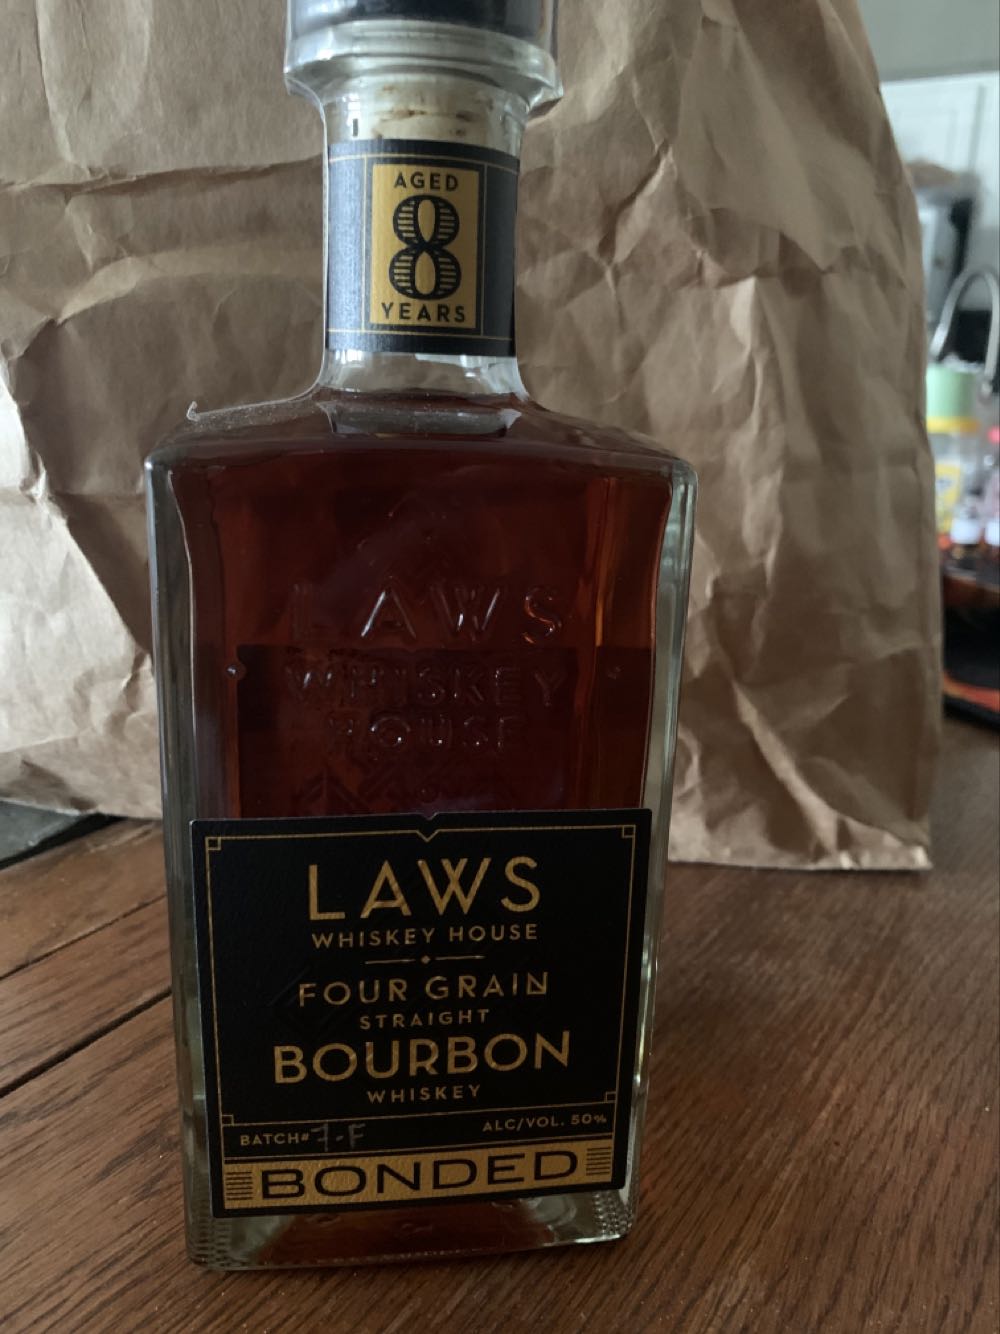 AGED
8
YEARS
LAWS
WHISKEY
HOUSE
LAWS
WHISKEY HOUSE
FOUR GRAIN
STRAIGHT
BOURBON
WHISKEY
BATCH# 7-F ALC/VOL. 50%
BONDED